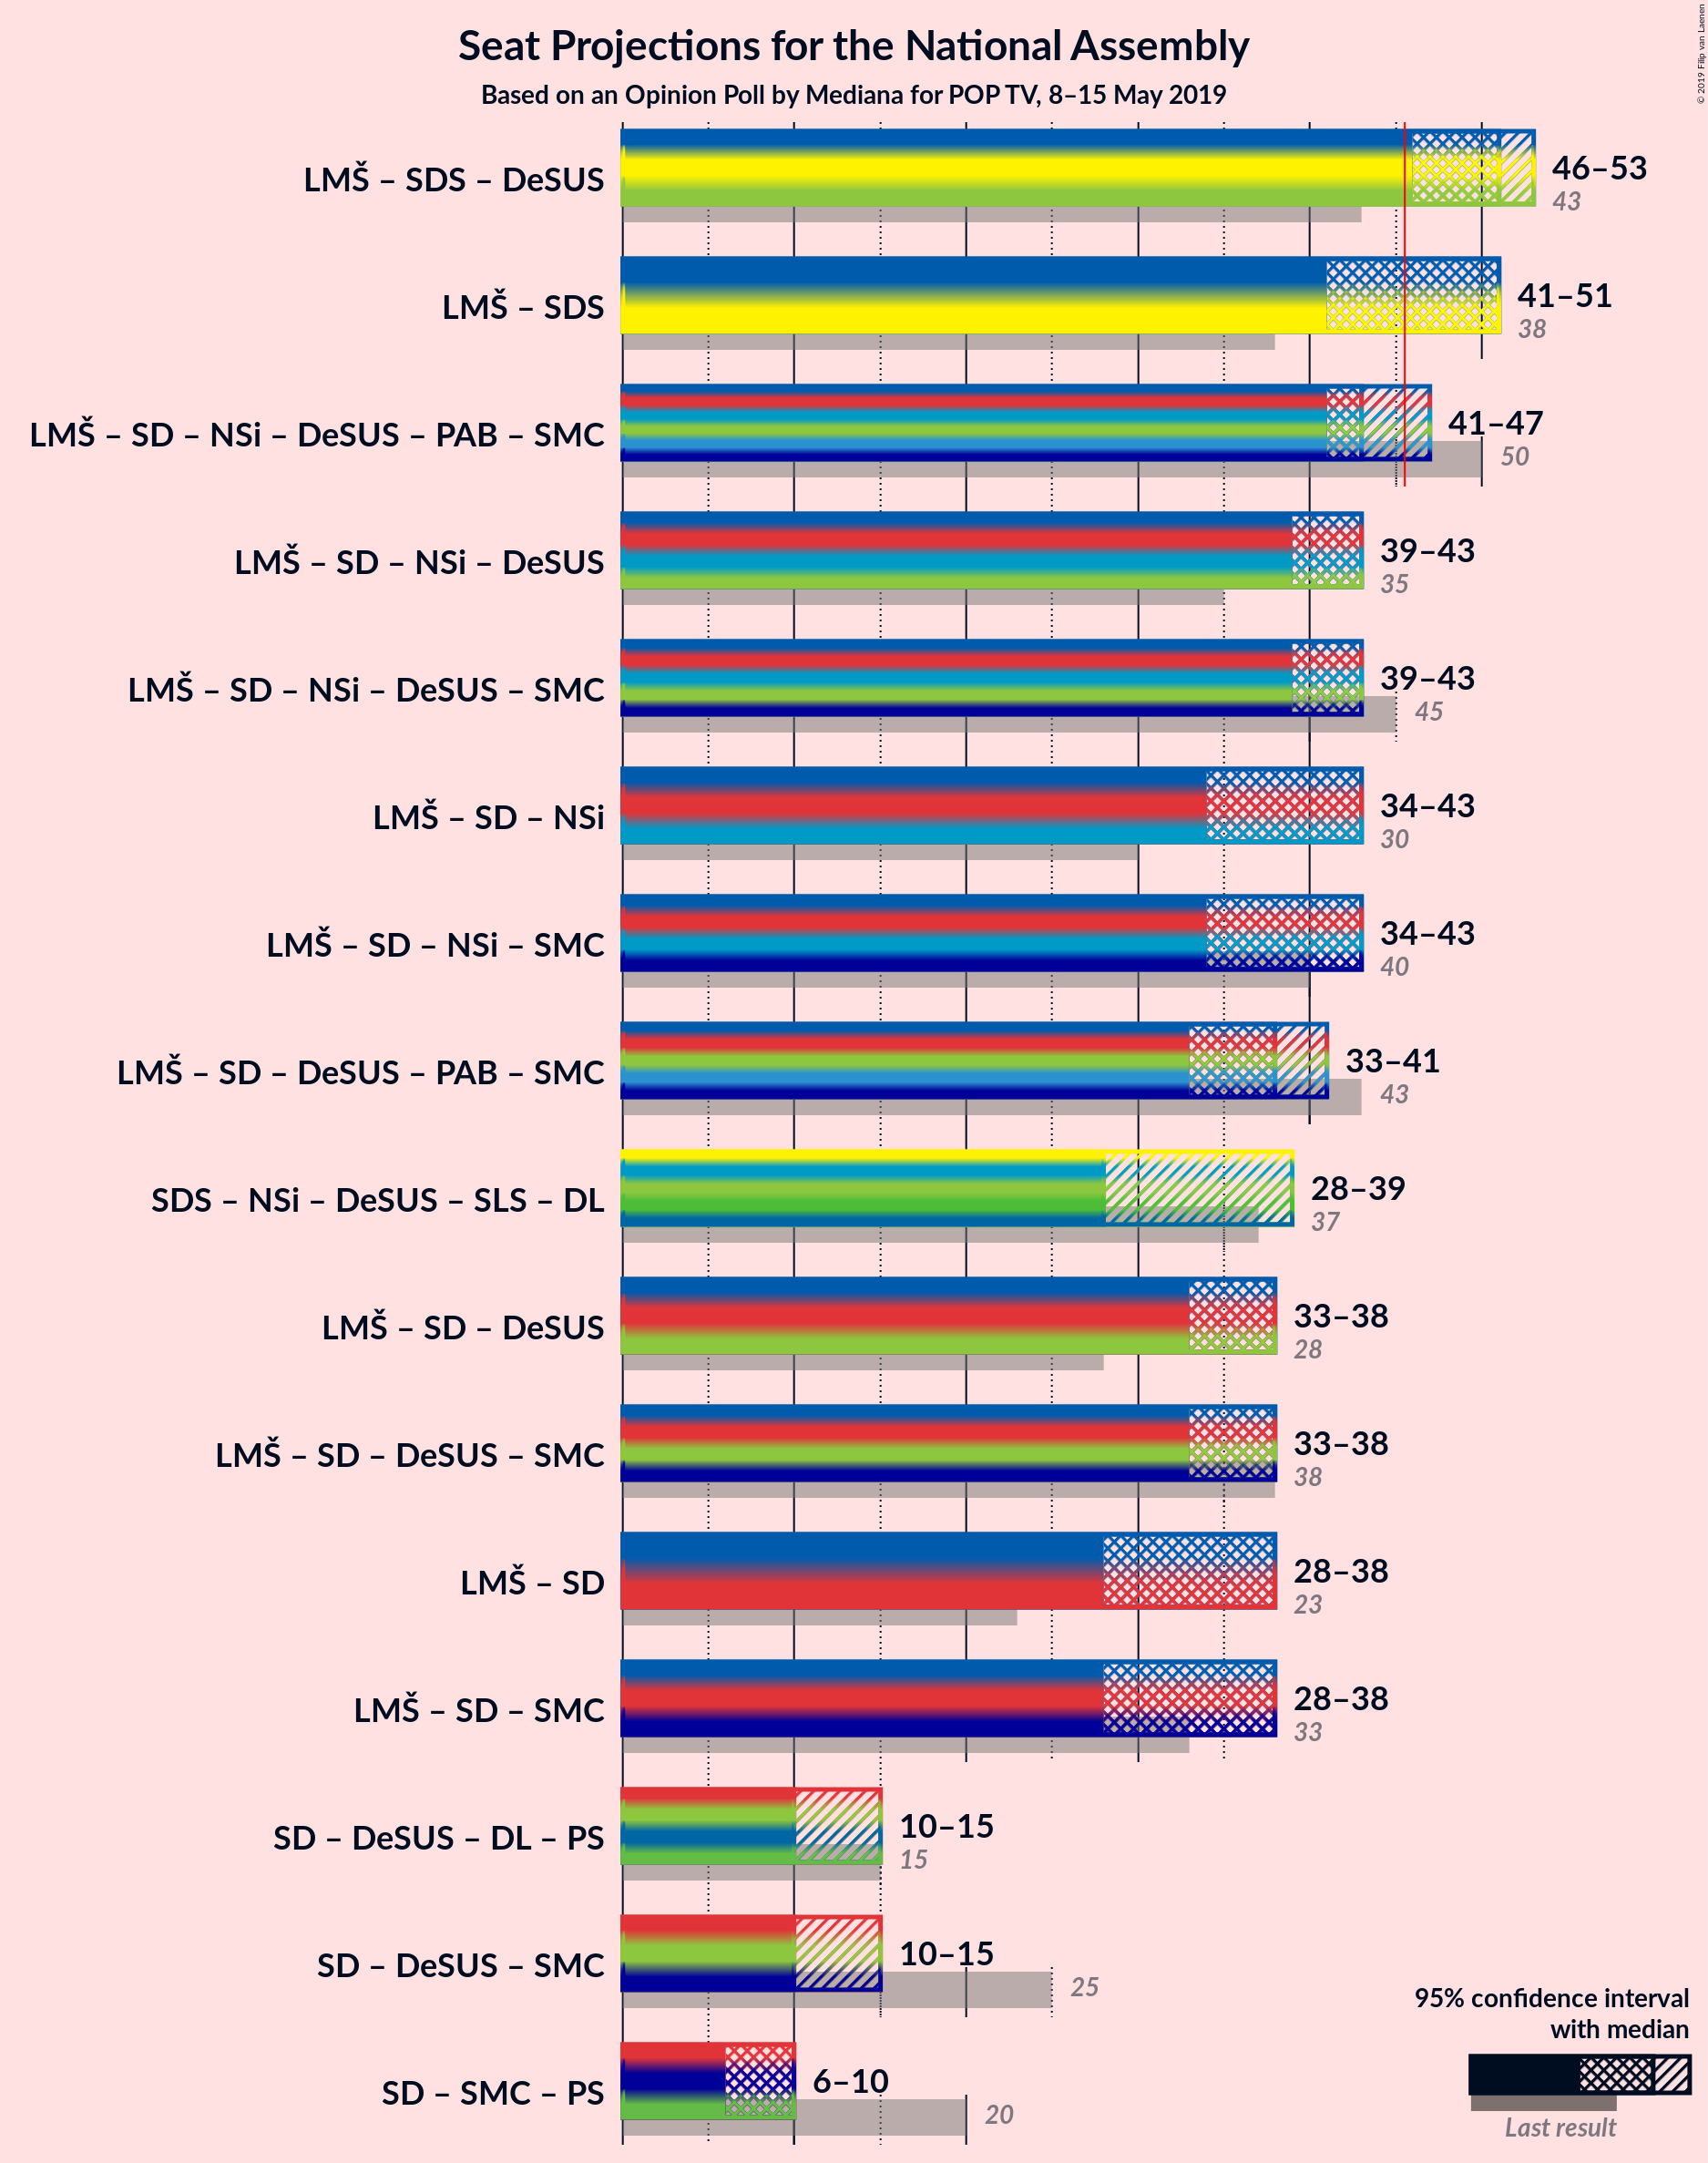 Seat Projections for the National Assembly
Based on an Opinion Poll by Mediana for POP TV, 8–15 May 2019
© 2019 Filip van Laenen
LMŠ – SDS – DeSUS
46–53
43
LMŠ – SDS
41–51
38
LMŠ – SD – NSi – DeSUS – PAB – SMC
41–47
50
LMŠ – SD – NSi – DeSUS
39–43
35
LMŠ – SD – NSi – DeSUS – SMC
39–43
45
LMŠ – SD – NSi
34–43
30
LMŠ – SD – NSi – SMC
34–43
40
LMŠ – SD – DeSUS – PAB – SMC
33–41
43
SDS – NSi – DeSUS – SLS – DL
28–39
37
LMŠ – SD – DeSUS
33–38
28
LMŠ – SD – DeSUS – SMC
33–38
38
LMŠ – SD
28–38
23
LMŠ – SD – SMC
28–38
33
SD – DeSUS – DL – PS
10–15
15
SD – DeSUS – SMC
10–15
25
SD – SMC – PS
6–10
20
95% confidence interval
with median
Last result